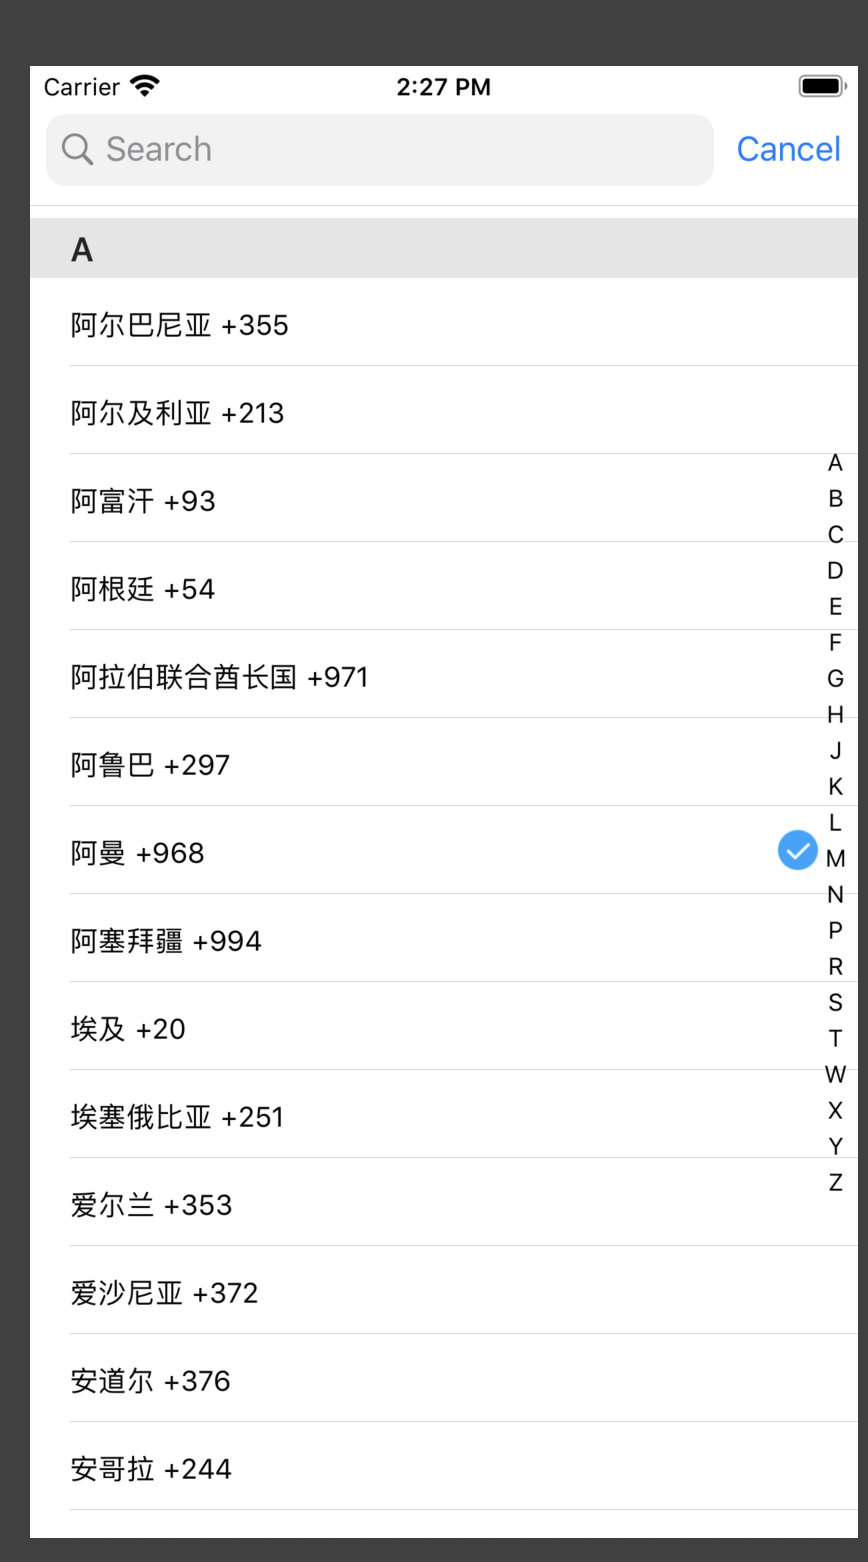 Carrier 2:27 PM
Search Cancel
A
阿尔巴尼亚 +355
阿尔及利亚 +213
阿富汗 +93
阿根廷 +54
阿拉伯联合酋长国 +971
阿鲁巴 +297
阿曼 +968
阿塞拜疆 +994
埃及 +20
埃塞俄比亚 +251
爱尔兰 +353
爱沙尼亚 +372
安道尔 +376
安哥拉 +244
A
B
C
D
E
F
G
H
J
K
L
M
N
P
R
S
T
W
X
Y
Z